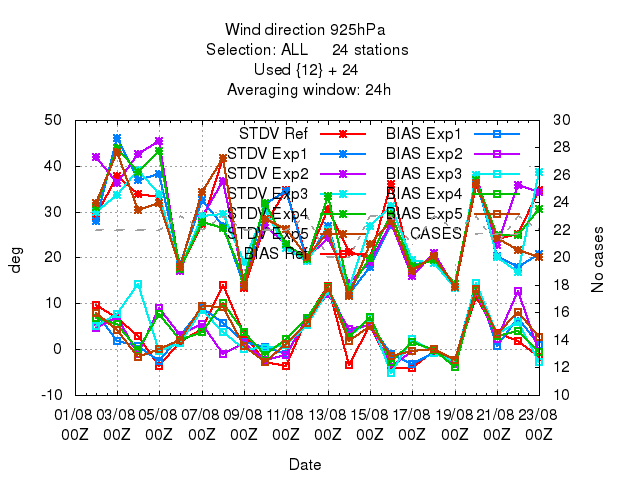 Wind direction 925hPa
Selection: ALL 24 stations
Used {12} + 24
Averaging window: 24h
50
40
30
20
10
0
-10
deg
30
28
26
24
22
20
18
16
14
12
10
No cases
STDV Ref
STDV Exp1
STDV Exp2
STDV Exp3
STDV Exp4
STDV Exp5
BIAS Ref
BIAS Exp1
BIAS Exp2
BIAS Exp3
BIAS Exp4
BIAS Exp5
CASES
01/08 03/08 05/08 07/08 09/08 11/08 13/08 15/08 17/08 19/08 21/08 23/08
00Z 00Z 00Z 00Z 00Z 00Z 00Z 00Z 00Z 00Z 00Z 00Z
Date